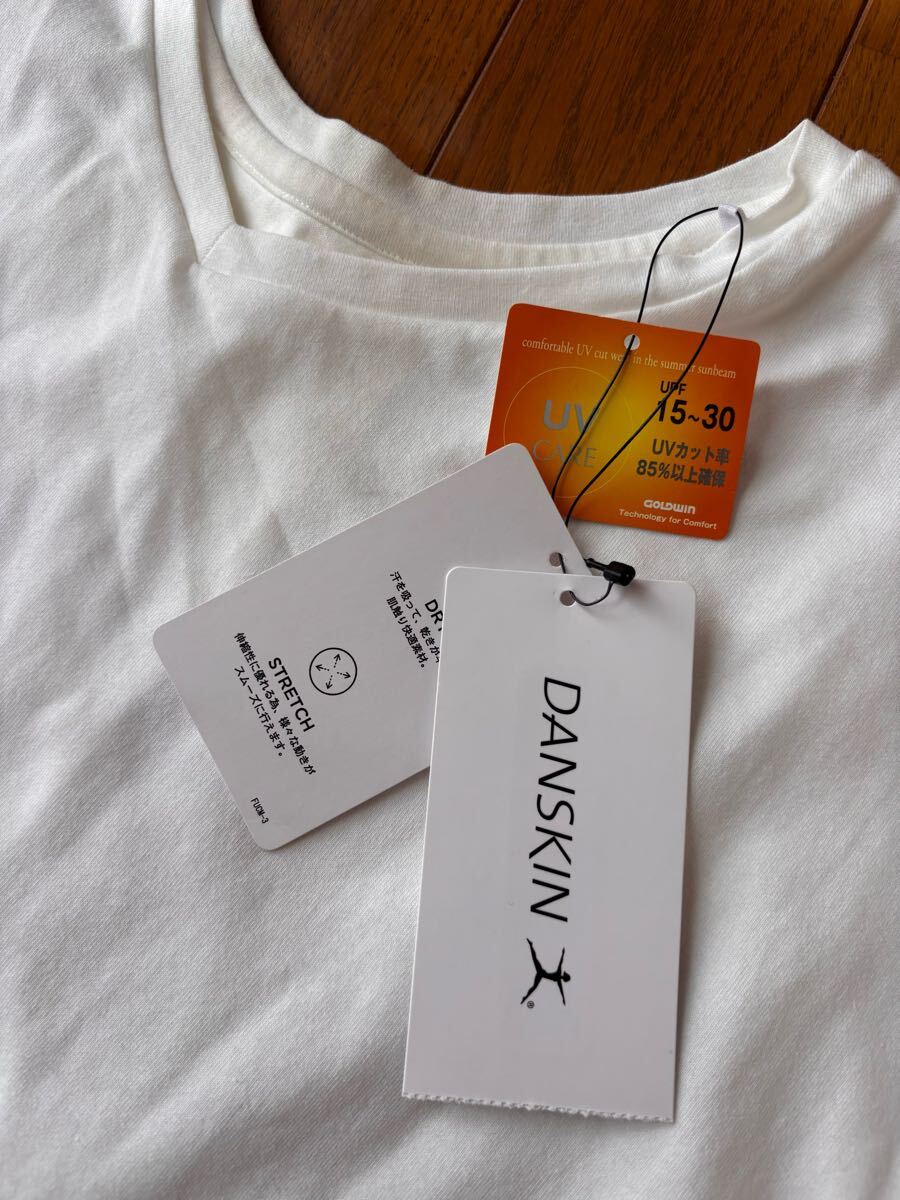 comfortable UV cut wear in the summer sunbeam
UV
CARE
UPF
15~30
UVカット率
85%以上確保
GOLDWIN
Technology for Comfort
DRY
汗を吸って、乾きが
肌触り快適素材。
STRETCH
伸縮性に優れる為、様々な動きが
スムーズに行えます。
FUCM-3
DANSKIN
®